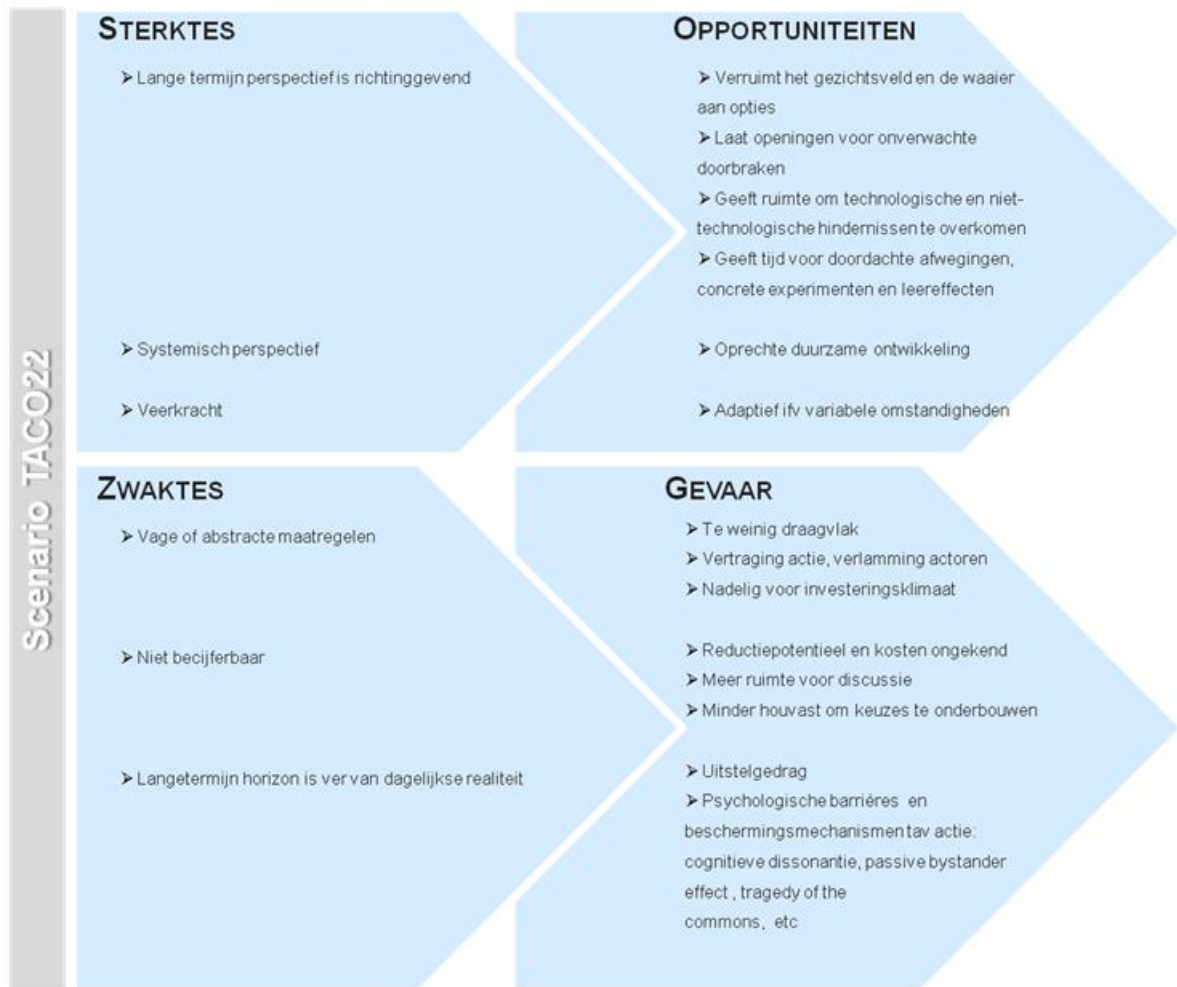 Scenario TACO22
STERKTES
➤ Lange termijn perspectief is richtinggevend
➤ Systemisch perspectief
➤ Veerkracht
OPPORTUNITEITEN
➤ Verruimt het gezichtsveld en de waaier
aan opties
➤ Laat openingen voor onverwachte
doorbraken
➤ Geeft ruimte om technologische en niet-
technologische hindernissen te overkomen
➤ Geeft tijd voor doordachte afwegingen,
concrete experimenten en leereffecten
➤ Oprechte duurzame ontwikkeling
➤ Adaptief ifv variabele omstandigheden
ZWAKTES
➤ Vage of abstracte maatregelen
➤ Niet becijferbaar
➤ Langetermijn horizon is ver van dagelijkse realiteit
GEVAAR
➤ Te weinig draagvlak
➤ Vertraging actie, verlamming actoren
➤ Nadelig voor investeringsklimaat
➤ Reductiepotentieel en kosten ongekend
➤ Meer ruimte voor discussie
➤ Minder houvast om keuzes te onderbouwen
➤ Uitstelgedrag
➤ Psychologische barrières en
beschermingsmechanismen tav actie:
cognitieve dissonantie, passive bystander
effect , tragedy of the
commons, etc